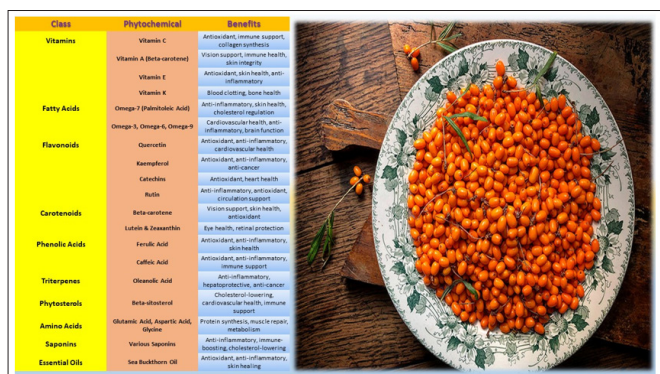 Class Phytochemical Benefits
Vitamins Vitamin C Antioxidant, immune support,
collagen synthesis
Vitamin A (Beta-carotene) Vision support, immune health,
skin integrity
Vitamin E Antioxidant, skin health, anti-
inflammatory
Vitamin K Blood clotting, bone health
Fatty Acids Omega-7 (Palmitoleic Acid) Anti-inflammatory, skin health,
cholesterol regulation
Omega-3, Omega-6, Omega-9 Cardiovascular health, anti-
inflammatory, brain function
Flavonoids Quercetin Antioxidant, anti-inflammatory,
cardiovascular health
Kaempferol Antioxidant, anti-inflammatory,
anti-cancer
Catechins Antioxidant, heart health
Rutin Anti-inflammatory, antioxidant,
circulation support
Carotenoids Beta-carotene Vision support, skin health,
antioxidant
Lutein & Zeaxanthin Eye health, retinal protection
Phenolic Acids Ferulic Acid Antioxidant, anti-inflammatory,
skin health
Caffeic Acid Antioxidant, anti-inflammatory,
immune support
Triterpenes Oleanolic Acid Anti-inflammatory,
hepatoprotective, anti-cancer
Phytosterols Beta-sitosterol Cholesterol-lowering,
cardiovascular health, immune
support
Amino Acids Glutamic Acid, Aspartic Acid,
Glycine Protein synthesis, muscle repair,
metabolism
Saponins Various Saponins Anti-inflammatory, immune-
boosting, cholesterol-lowering
Essential Oils Sea Buckthorn Oil Antioxidant, anti-inflammatory,
skin healing